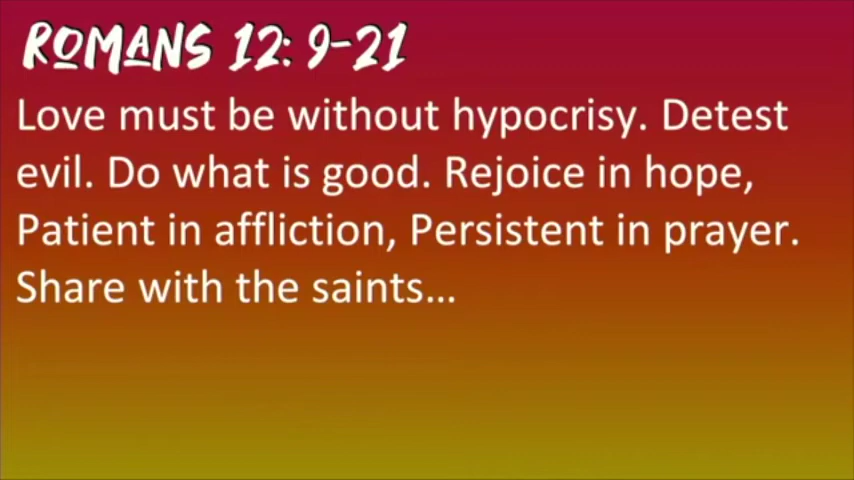 ROMANS 12: 9-21
Love must be without hypocrisy. Detest
evil. Do what is good. Rejoice in hope,
Patient in affliction, Persistent in prayer.
Share with the saints...